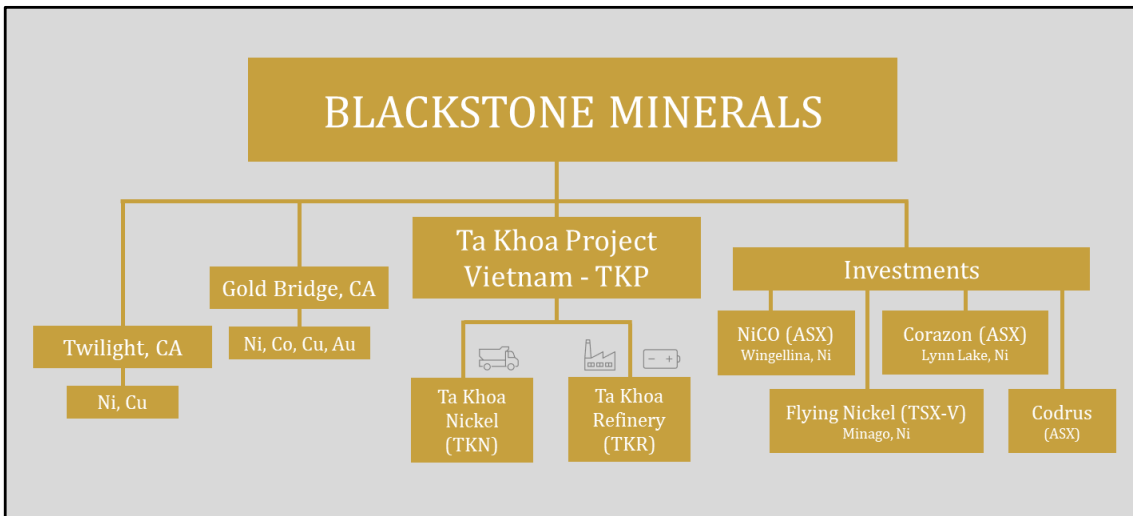 BLACKSTONE MINERALS
Twilight, CA
Ni, Cu
Gold Bridge, CA
Ni, Co, Cu, Au
Ta Khoa Project
Vietnam - TKP
Ta Khoa
Nickel
(TKN)
Ta Khoa
Refinery
(TKR)
Investments
NiCO (ASX)
Wingellina, Ni
Corazon (ASX)
Lynn Lake, Ni
Flying Nickel (TSX-V)
Minago, Ni
Codrus
(ASX)